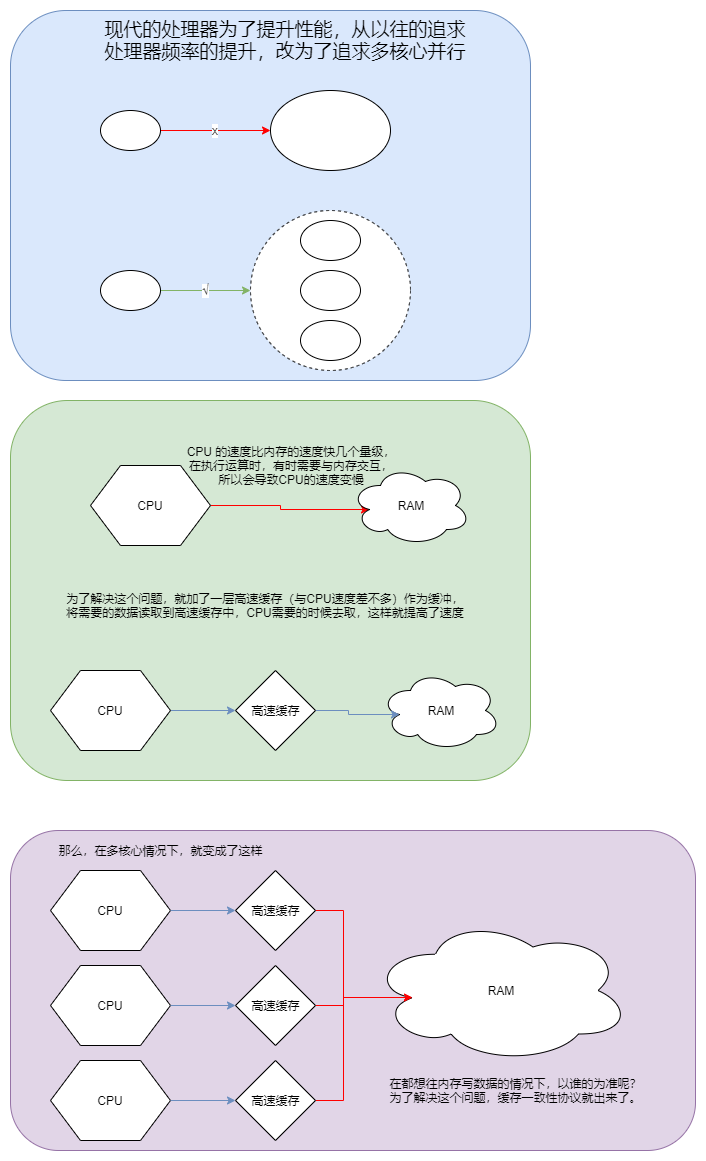 现代的处理器为了提升性能，从以往的追求
处理器频率的提升，改为了追求多核心并行
x
√
CPU 的速度比内存的速度快几个量级，
在执行运算时，有时需要与内存交互，
所以会导致CPU的速度变慢
CPU
RAM
为了解决这个问题，就加了一层高速缓存（与CPU速度差不多）作为缓冲，
将需要的数据读取到高速缓存中，CPU需要的时候去取，这样就提高了速度
CPU
高速缓存
RAM
那么，在多核心情况下，就变成了这样
CPU
高速缓存
RAM
CPU
高速缓存
在都想往内存写数据的情况下，以谁的为准呢？
为了解决这个问题，缓存一致性协议就出来了。
CPU
高速缓存